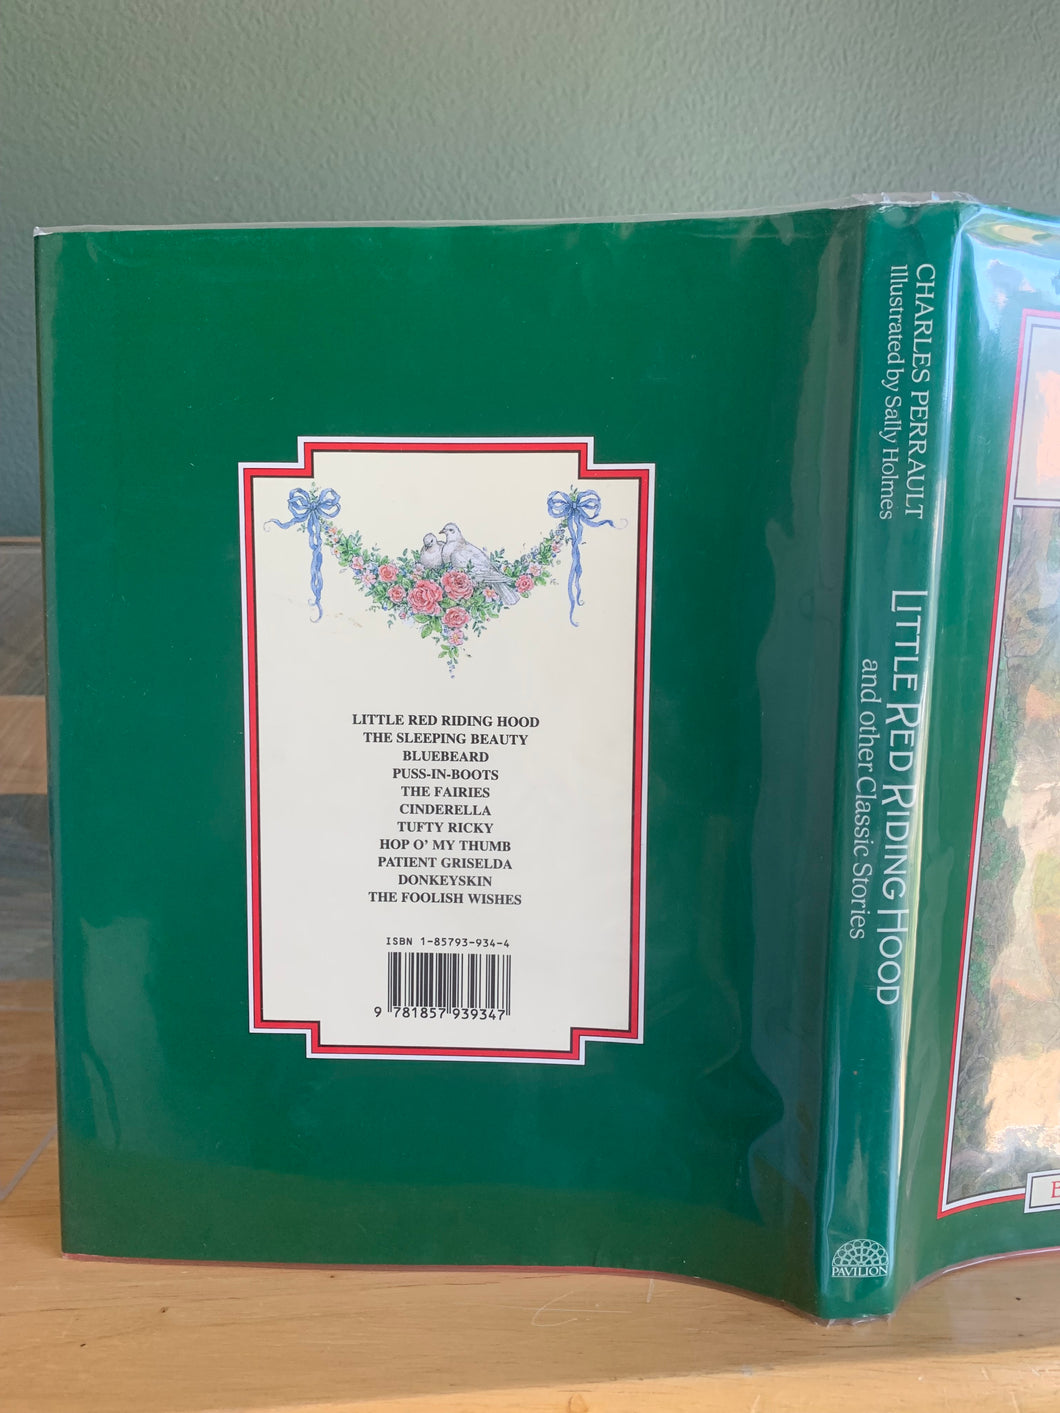 LITTLE RED RIDING HOOD
THE SLEEPING BEAUTY
BLUEBEARD
PUSS-IN-BOOTS
THE FAIRIES
CINDERELLA
TUFTY RICKY
HOP O' MY THUMB
PATIENT GRISELDA
DONKEYSKIN
THE FOOLISH WISHES
ISBN 1-85793-934-4
9 781857 939347
CHARLES PERRAULT
Illustrated by Sally Holmes
LITTLE RED RIDING HOOD
and other Classic Stories
PAVILION